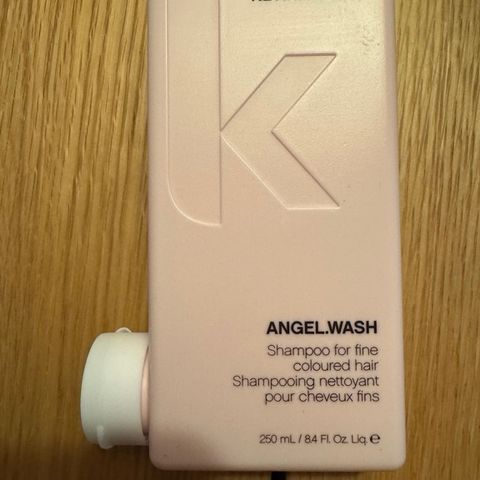 k
ANGEL.WASH
Shampoo for fine
coloured hair
Shampooing nettoyant
pour cheveux fins
250 mL / 8.4 Fl. Oz. Liq. e